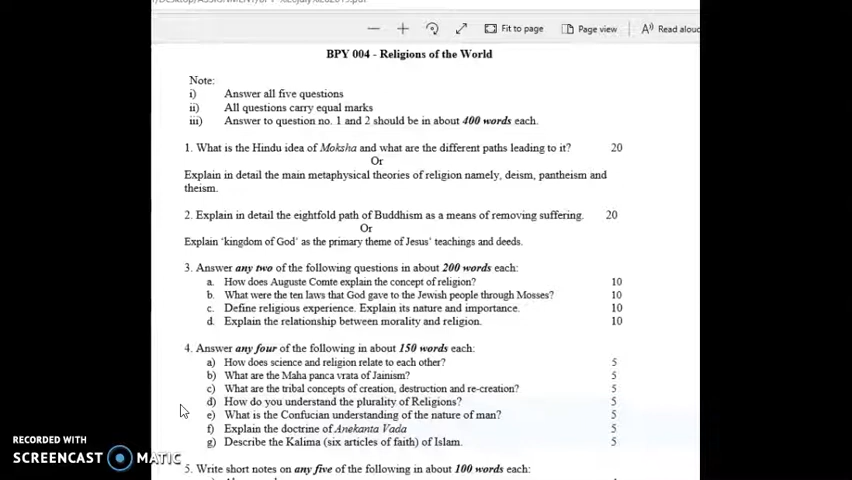 Fit to page
Page view
Read alou
BPY 004 - Religions of the World
Note:
i) Answer all five questions
ii) All questions carry equal marks
iii) Answer to question no. 1 and 2 should be in about 400 words each.
1. What is the Hindu idea of Moksha and what are the different paths leading to it? 20
Or
Explain in detail the main metaphysical theories of religion namely, deism, pantheism and
theism.
2. Explain in detail the eightfold path of Buddhism as a means of removing suffering. 20
Or
Explain ‘kingdom of God’ as the primary theme of Jesus’ teachings and deeds.
3. Answer any two of the following questions in about 200 words each:
a. How does Auguste Comte explain the concept of religion? 10
b. What were the ten laws that God gave to the Jewish people through Mosses? 10
c. Define religious experience. Explain its nature and importance. 10
d. Explain the relationship between morality and religion. 10
4. Answer any four of the following in about 150 words each:
a) How does science and religion relate to each other? 5
b) What are the Maha panca vrata of Jainism? 5
c) What are the tribal concepts of creation, destruction and re-creation? 5
d) How do you understand the plurality of Religions? 5
e) What is the Confucian understanding of the nature of man? 5
f) Explain the doctrine of Anekanta Vada 5
g) Describe the Kalima (six articles of faith) of Islam. 5
5. Write short notes on any five of the following in about 100 words each:
RECORDED WITH
SCREENCAST MATIC